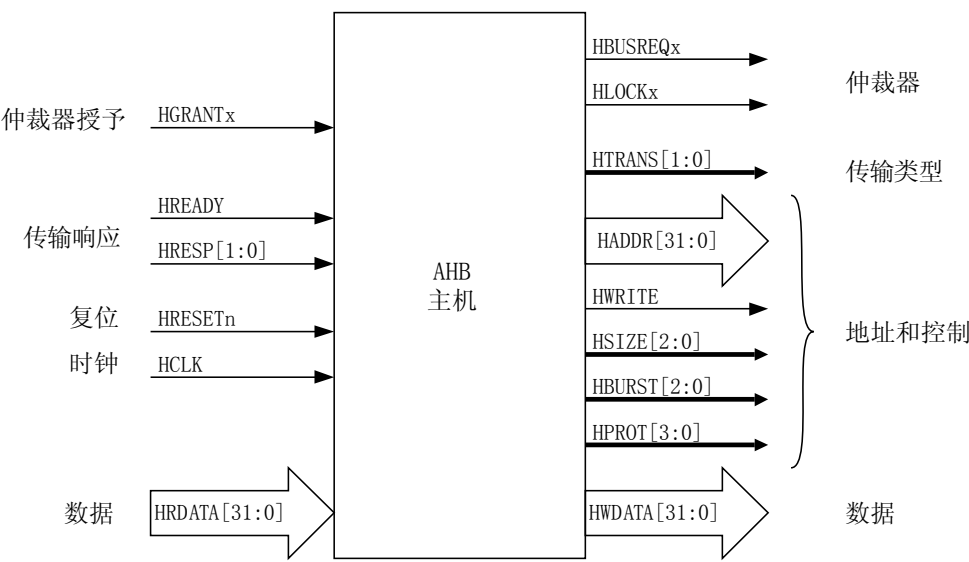 仲裁器授予
HGRANTx
传输响应
HREADY
HRESP[1:0]
复位
HRESETn
时钟
HCLK
数据
HRDATA[31:0]
AHB
主机
HBUSREQx
HLOCKx
仲裁器
HTRANS[1:0]
传输类型
HADDR[31:0]
HWRITE
HSIZE[2:0]
HBURST[2:0]
HPROT[3:0]
地址和控制
HWDATA[31:0]
数据